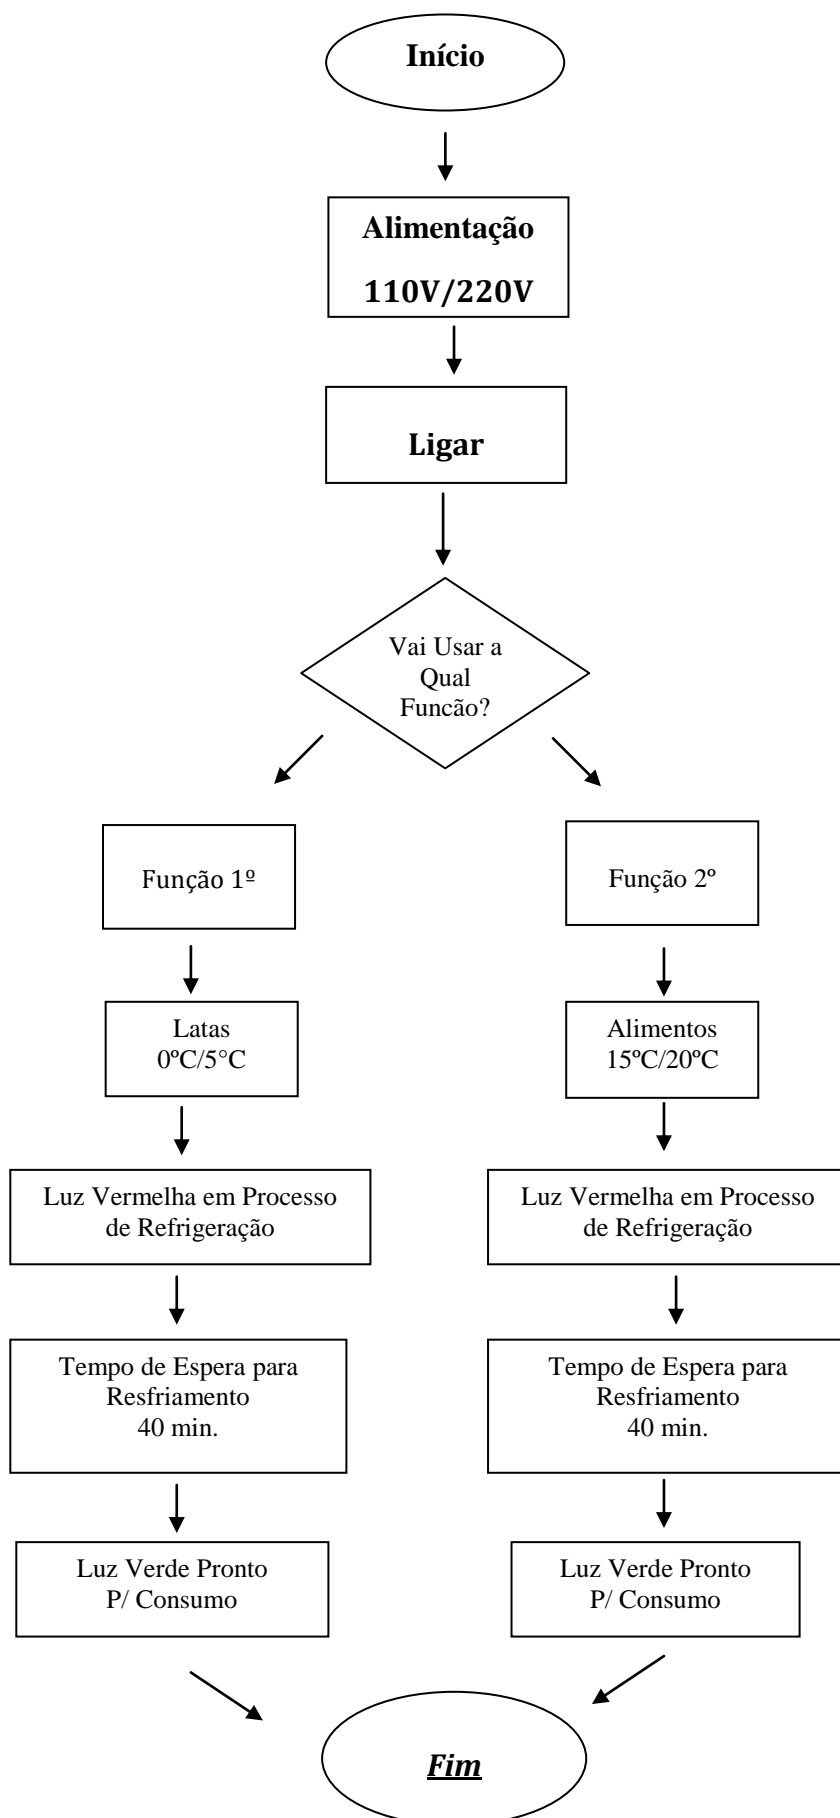 Início
Alimentação
110V/220V
Ligar
Vai Usar a
Qual
Funcão?
Função 1º
Função 2º
Latas
0ºC/5°C
Alimentos
15ºC/20ºC
Luz Vermelha em Processo
de Refrigeração
Luz Vermelha em Processo
de Refrigeração
Tempo de Espera para
Resfriamento
40 min.
Tempo de Espera para
Resfriamento
40 min.
Luz Verde Pronto
P/ Consumo
Luz Verde Pronto
P/ Consumo
Fim